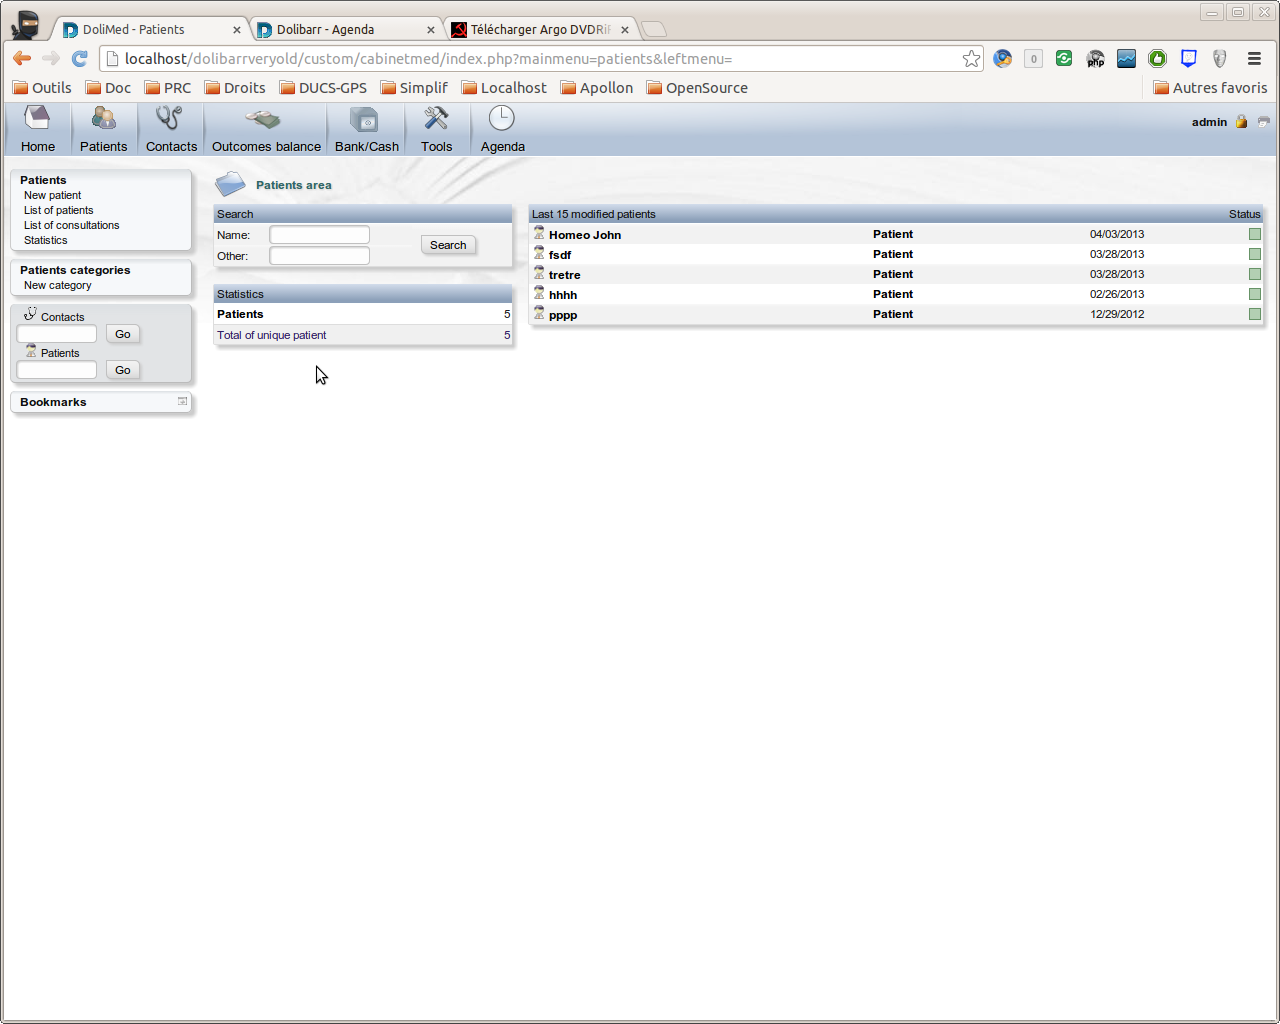 DoliMed - Patients
Dolibarr - Agenda
Télécharger Argo DVDRiF
localhost/dolibarrveryold/custom/cabinetmed/index.php?mainmenu=patients&leftmenu=
0
php
Outils
Doc
PRC
Droits
DUCS-GPS
Simplif
Localhost
Apollon
OpenSource
Autres favoris
Home
Patients
Contacts
Outcomes balance
Bank/Cash
Tools
Agenda
admin
Patients
New patient
List of patients
List of consultations
Statistics
Patients categories
New category
Contacts
Go
Patients
Go
Bookmarks
Patients area
Search
Name:
Other:
Search
Statistics
Patients 5
Total of unique patient 5
Last 15 modified patients Status
Homeo John Patient 04/03/2013
fsdf Patient 03/28/2013
tretre Patient 03/28/2013
hhhh Patient 02/26/2013
pppp Patient 12/29/2012